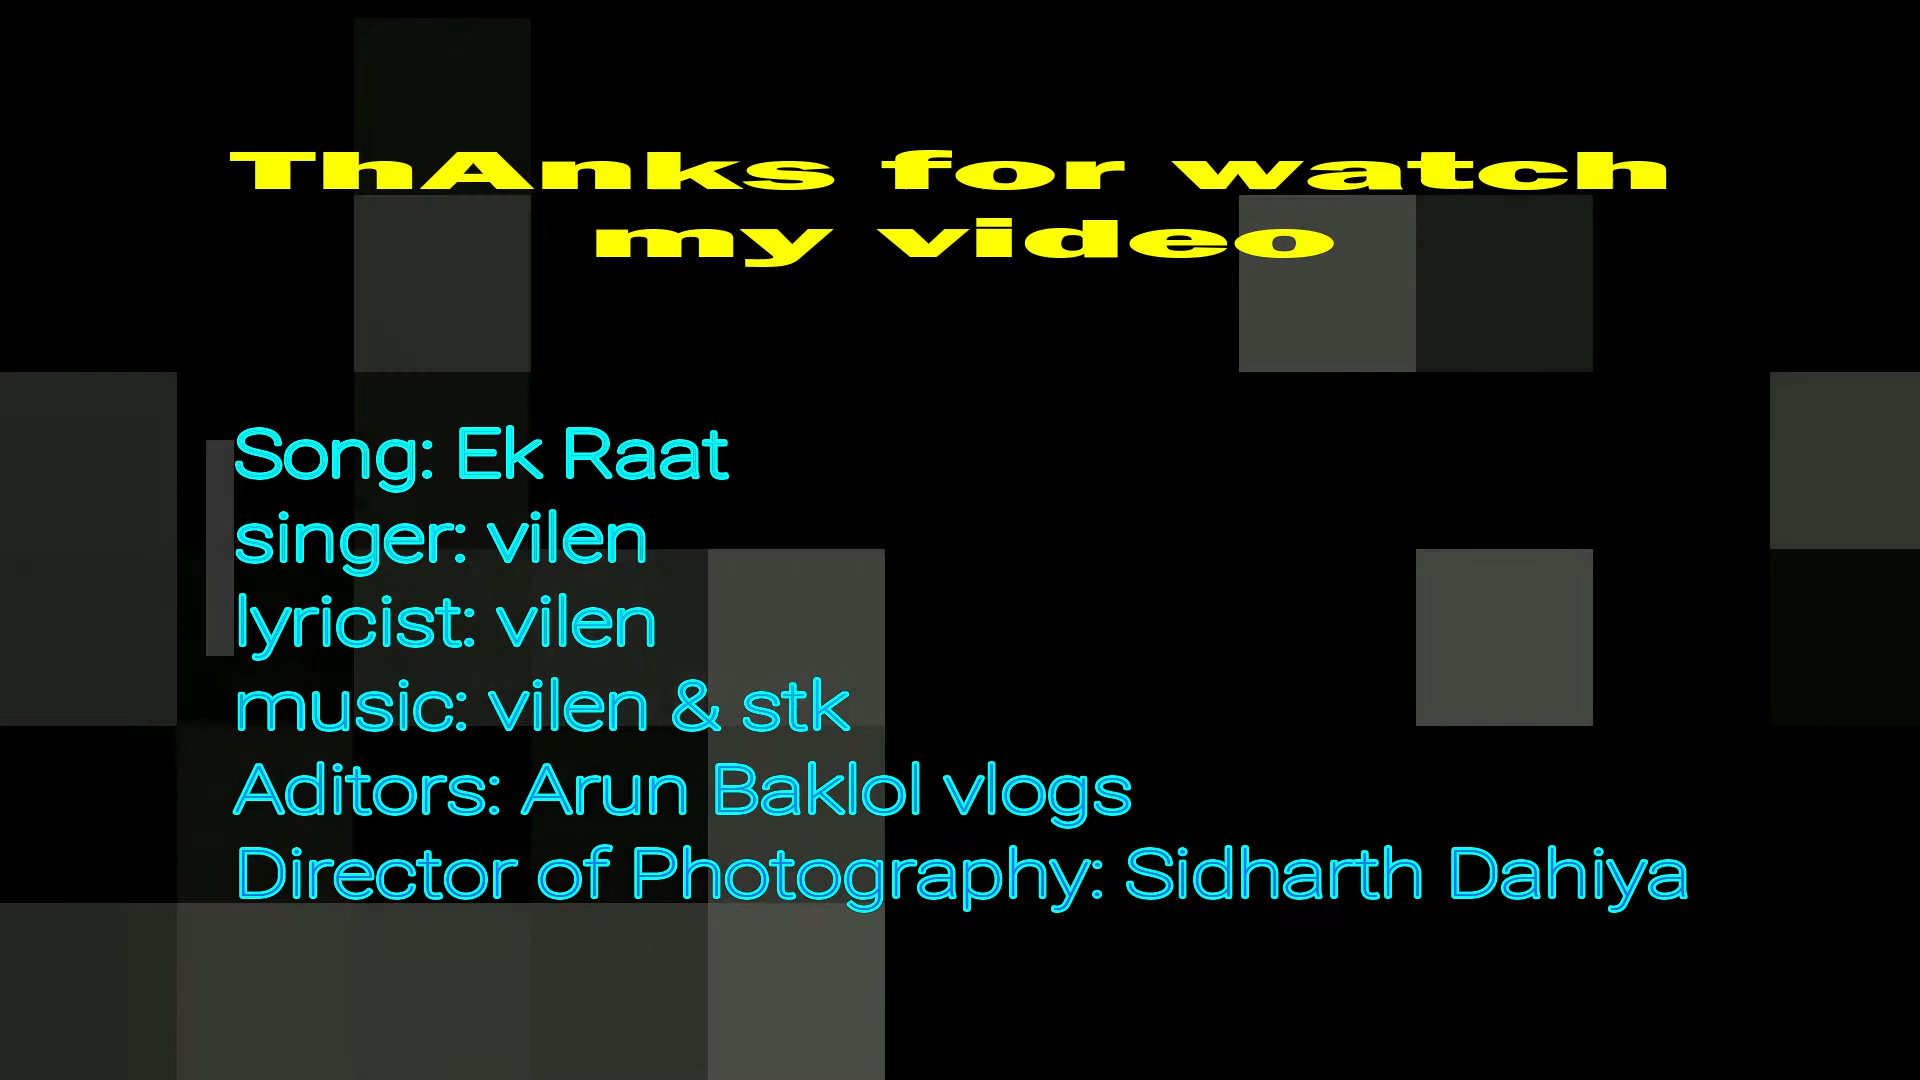 ThAnks for watch
my video
Song: Ek Raat
singer: vilen
lyricist: vilen
music: vilen & stk
Aditors: Arun Baklol vlogs
Director of Photography: Sidharth Dahiya